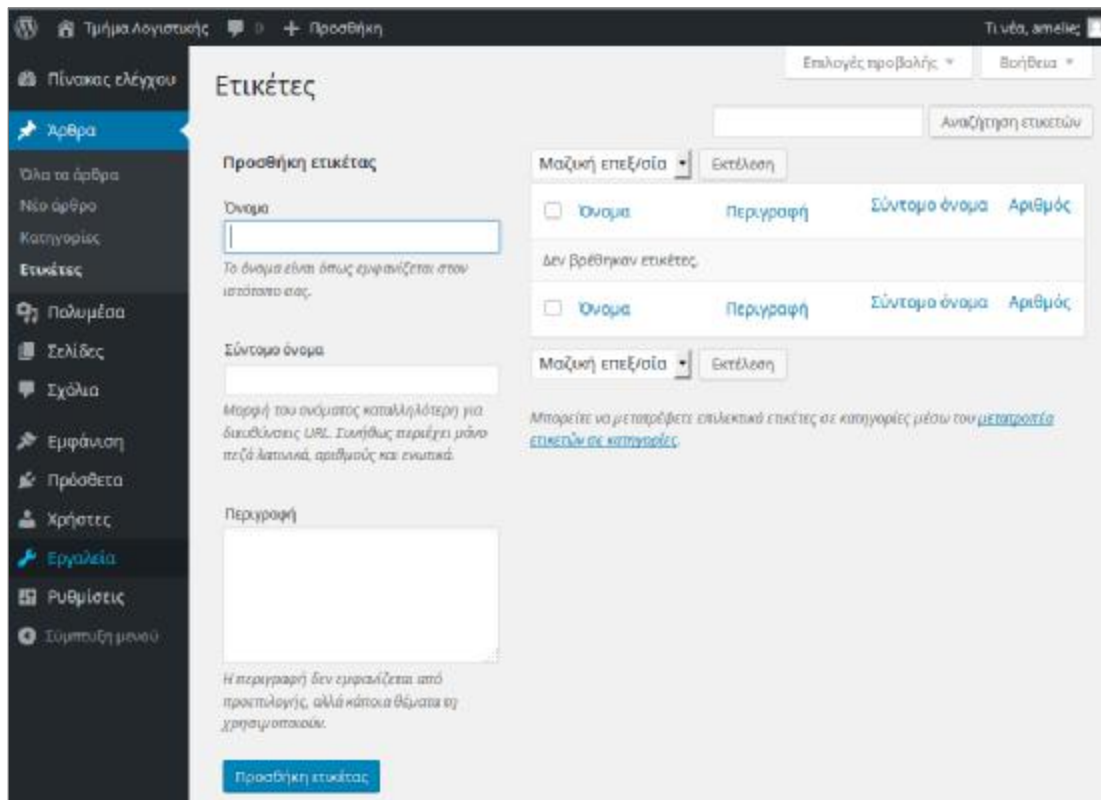 Τμήμα Λογιστικής 0 + Προσθήκη Τι νέα, amelie;
Πίνακας ελέγχου
Άρθρα
Όλα τα άρθρα
Νέο άρθρο
Κατηγορίες
Ετικέτες
Πολυμέσα
Σελίδες
Σχόλια
Εμφάνιση
Πρόσθετα
Χρήστες
Εργαλεία
Ρυθμίσεις
Σύμπτυξη μενού
Επιλογές προβολής Βοήθεια
Ετικέτες
Αναζήτηση ετικετών
Προσθήκη ετικέτας
Όνομα
Το όνομα είναι όπως εμφανίζεται στον
ιστότοπο σας.
Σύντομο όνομα
Μορφή του ονόματος καταλληλότερη για
διευθύνσεις URL. Συνήθως περιέχει μόνο
πεζά λατινικά, αριθμούς και ενωτικά.
Περιγραφή
Η περιγραφή δεν εμφανίζεται από
προεπιλογής, αλλά κάποια θέματα τη
χρησιμοποιούν.
Προσθήκη ετικέτας
Μαζική επεξ/σία Εκτέλεση
Όνομα Περιγραφή Σύντομο όνομα Αριθμός
Δεν βρέθηκαν ετικέτες.
Όνομα Περιγραφή Σύντομο όνομα Αριθμός
Μαζική επεξ/σία Εκτέλεση
Μπορείτε να μετατρέψετε επιλεκτικά ετικέτες σε κατηγορίες μέσω του μετατροπέα
ετικετών σε κατηγορίες.